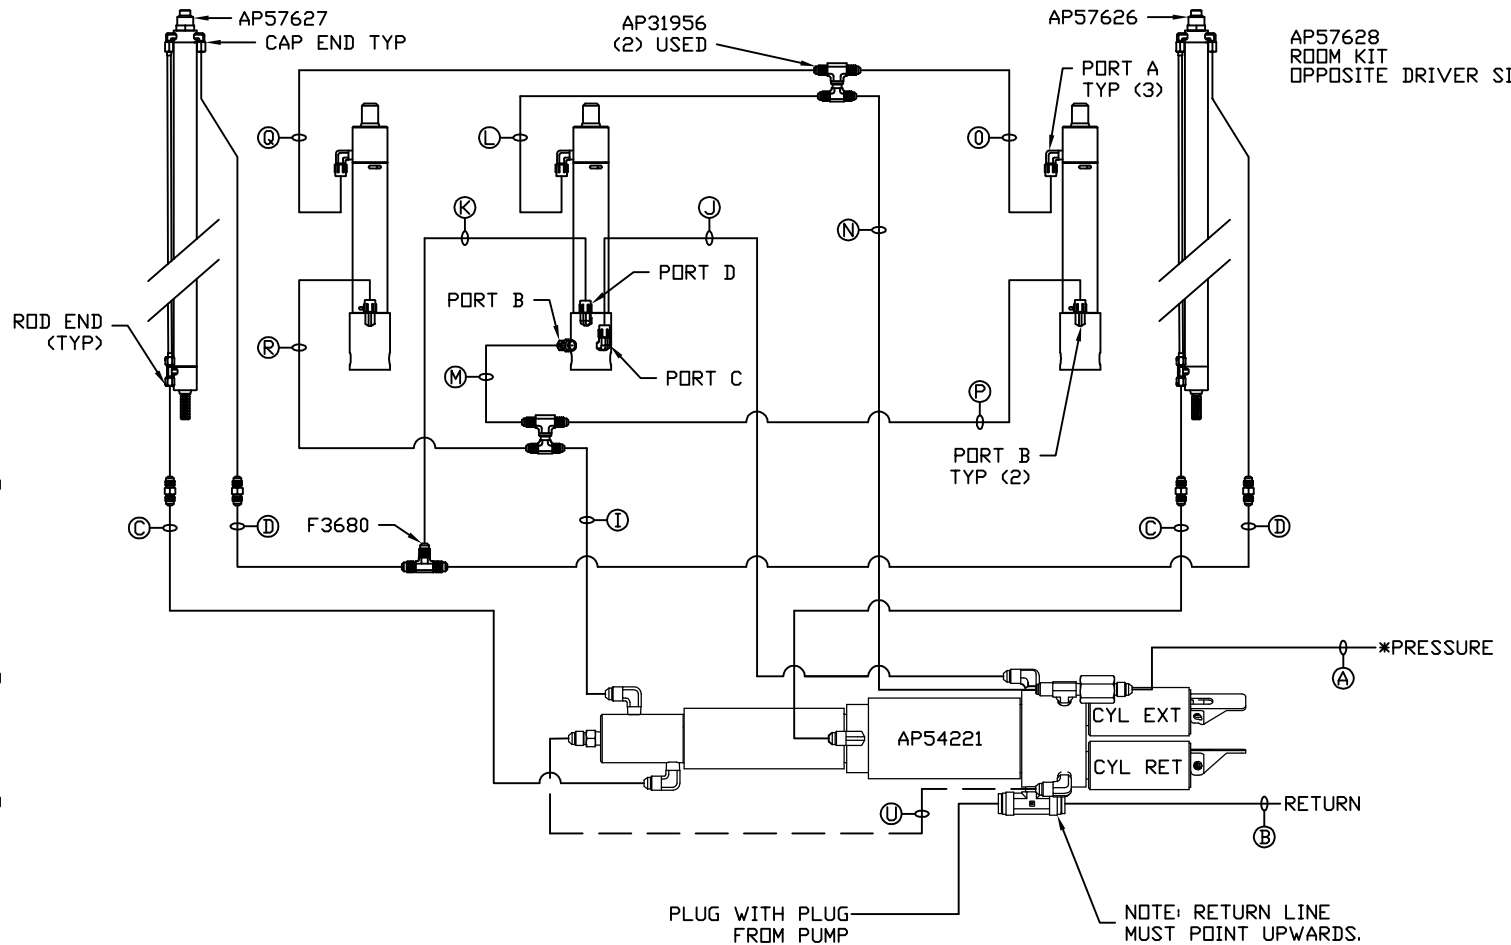 AP57627
CAP END TYP
AP31956
(2) USED
AP57626
AP57628
ROOM KIT
OPPOSITE DRIVER SI
PORT A
TYP (3)
Q
L
O
K
J
N
PORT D
PORT B
ROD END
(TYP)
R
M
PORT C
P
PORT B
TYP (2)
C
D
F3680
I
C
D
*PRESSURE
A
CYL EXT
AP54221
CYL RET
U
RETURN
B
PLUG WITH PLUG
FROM PUMP
NOTE: RETURN LINE
MUST POINT UPWARDS.